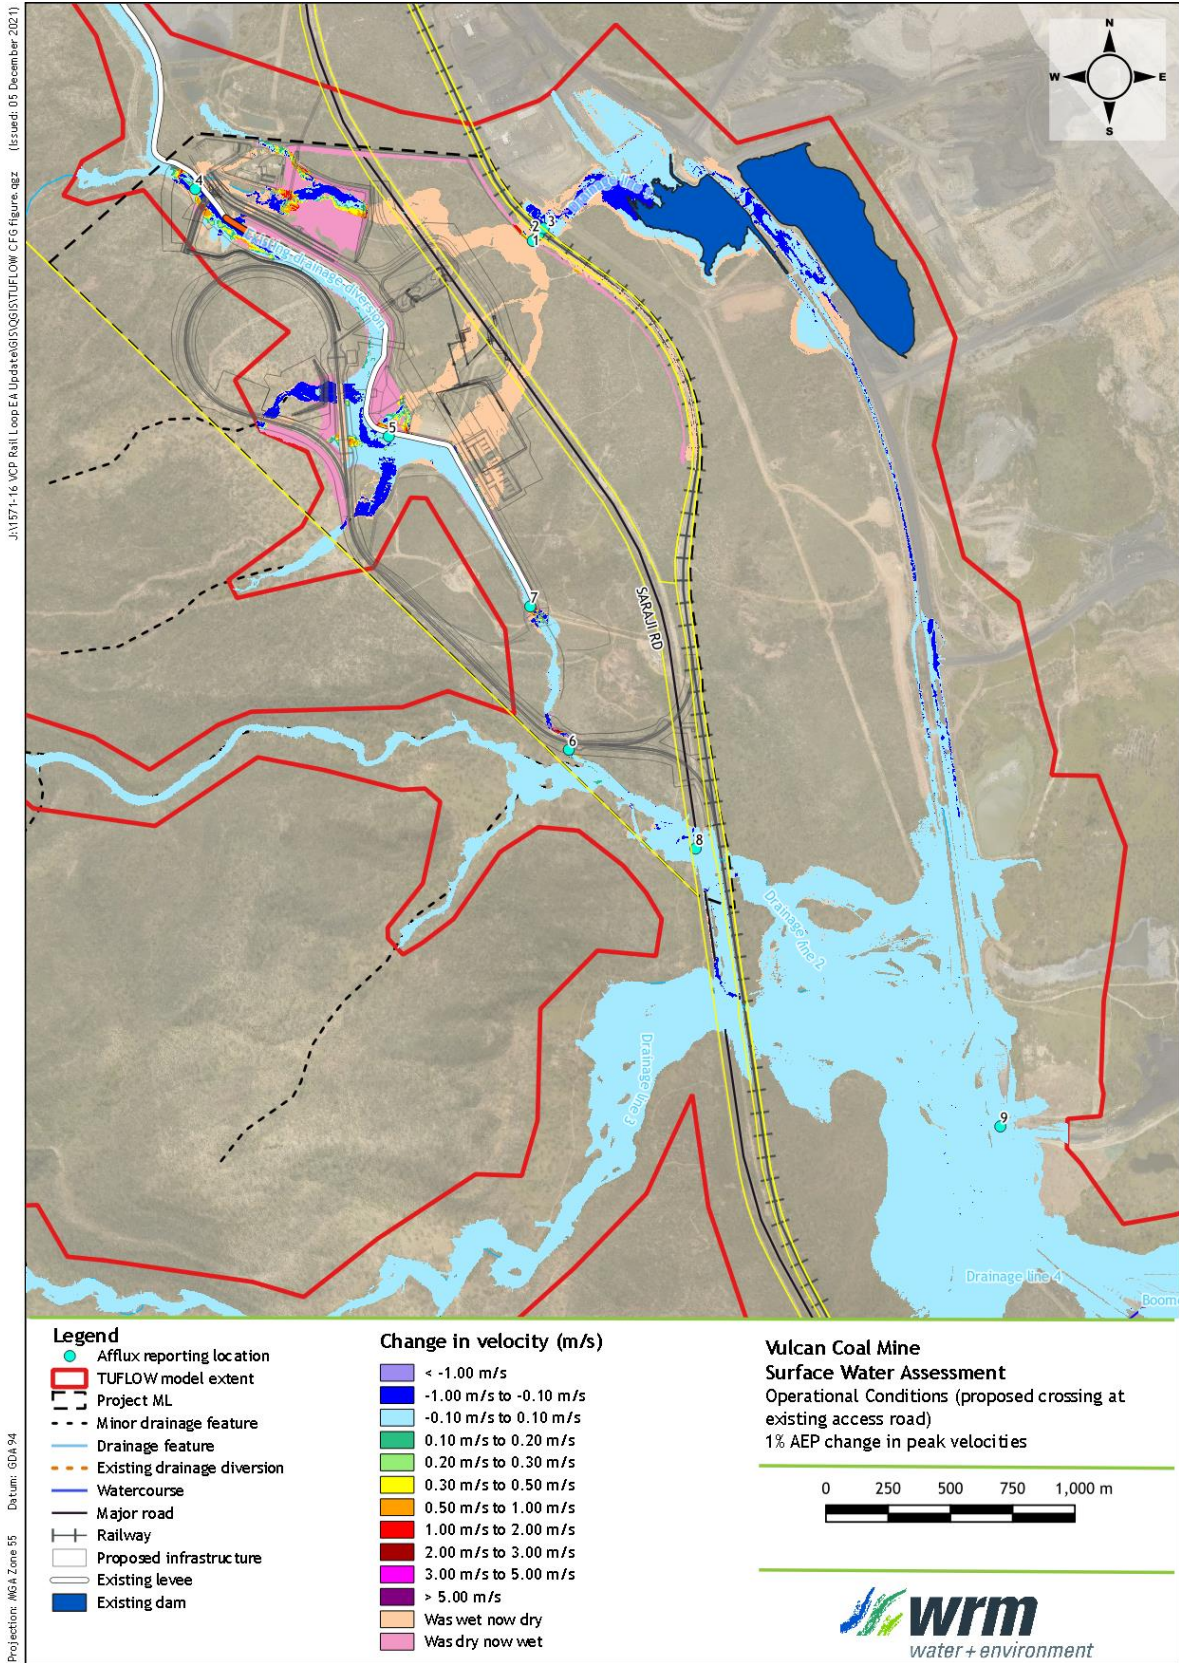 J:\1571-16 VCP Rail Loop EA Update\GIS\QGIS\TUFLOW CFG figure.qgz (Issued: 05 December 2021)
Projection: MGA Zone 55 Datum: GDA 94
N
W E
S
4
2
3
1
Drainage line
Existing drainage diversion
5
7
SARAJI RD
6
8
Drainage line 2
Drainage line 3
9
Drainage line 4
Boom
Legend
Afflux reporting location
TUFLOW model extent
Project ML
Minor drainage feature
Drainage feature
Existing drainage diversion
Watercourse
Major road
Railway
Proposed infrastructure
Existing levee
Existing dam
Change in velocity (m/s)
< -1.00 m/s
-1.00 m/s to -0.10 m/s
-0.10 m/s to 0.10 m/s
0.10 m/s to 0.20 m/s
0.20 m/s to 0.30 m/s
0.30 m/s to 0.50 m/s
0.50 m/s to 1.00 m/s
1.00 m/s to 2.00 m/s
2.00 m/s to 3.00 m/s
3.00 m/s to 5.00 m/s
> 5.00 m/s
Was wet now dry
Was dry now wet
Vulcan Coal Mine
Surface Water Assessment
Operational Conditions (proposed crossing at
existing access road)
1% AEP change in peak velocities
0 250 500 750 1,000 m
wrm
water + environment